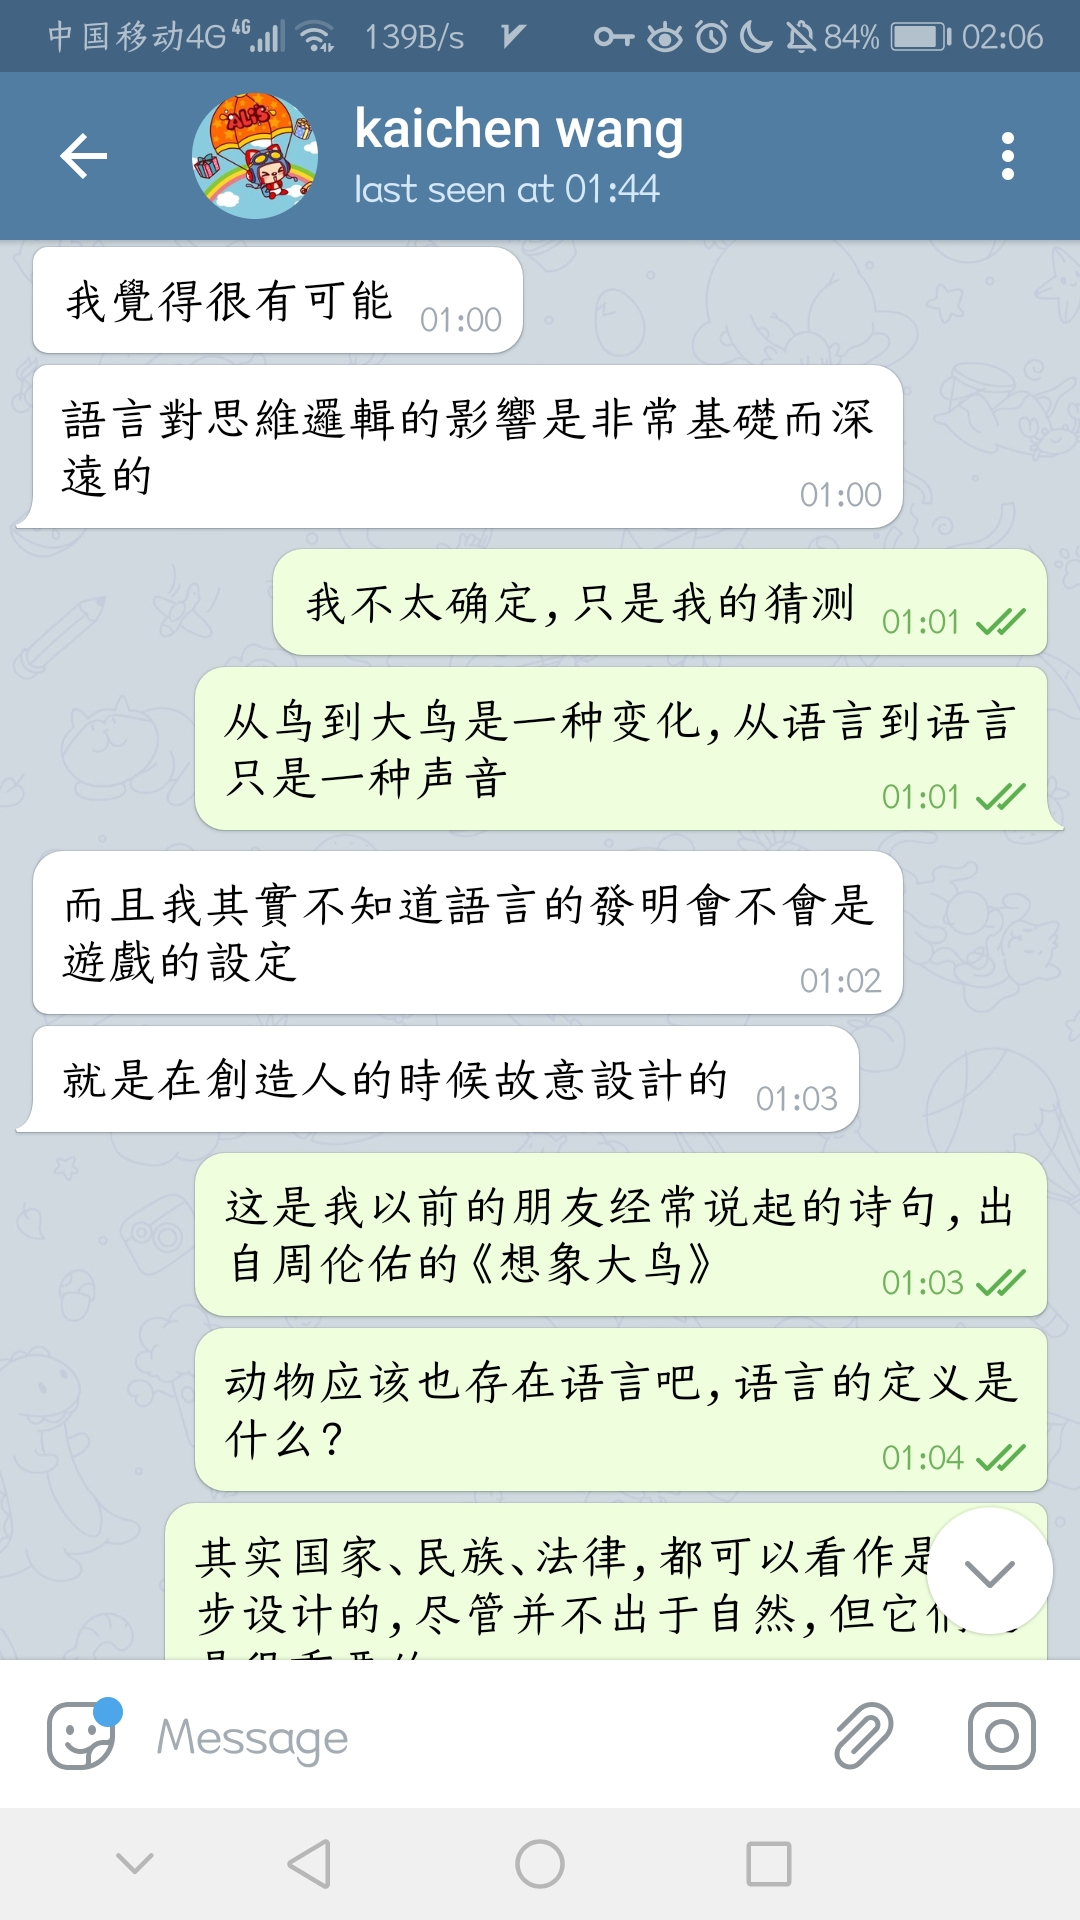 中国移动4G 4G 139B/s 84% 02:06
ALi'S
kaichen wang
last seen at 01:44
我覺得很有可能 01:00
語言對思維邏輯的影響是非常基礎而深
遠的 01:00
我不太确定,只是我的猜测 01:01
从鸟到大鸟是一种变化,从语言到语言
只是一种声音 01:01
而且我其實不知道語言的發明會不會是
遊戲的設定 01:02
就是在創造人的時候故意設計的 01:03
这是我以前的朋友经常说起的诗句,出
自周伦佑的《想象大鸟》 01:03
动物应该也存在语言吧,语言的定义是
什么? 01:04
其实国家、民族、法律,都可以看作是
步设计的,尽管并不出于自然,但它们
Message